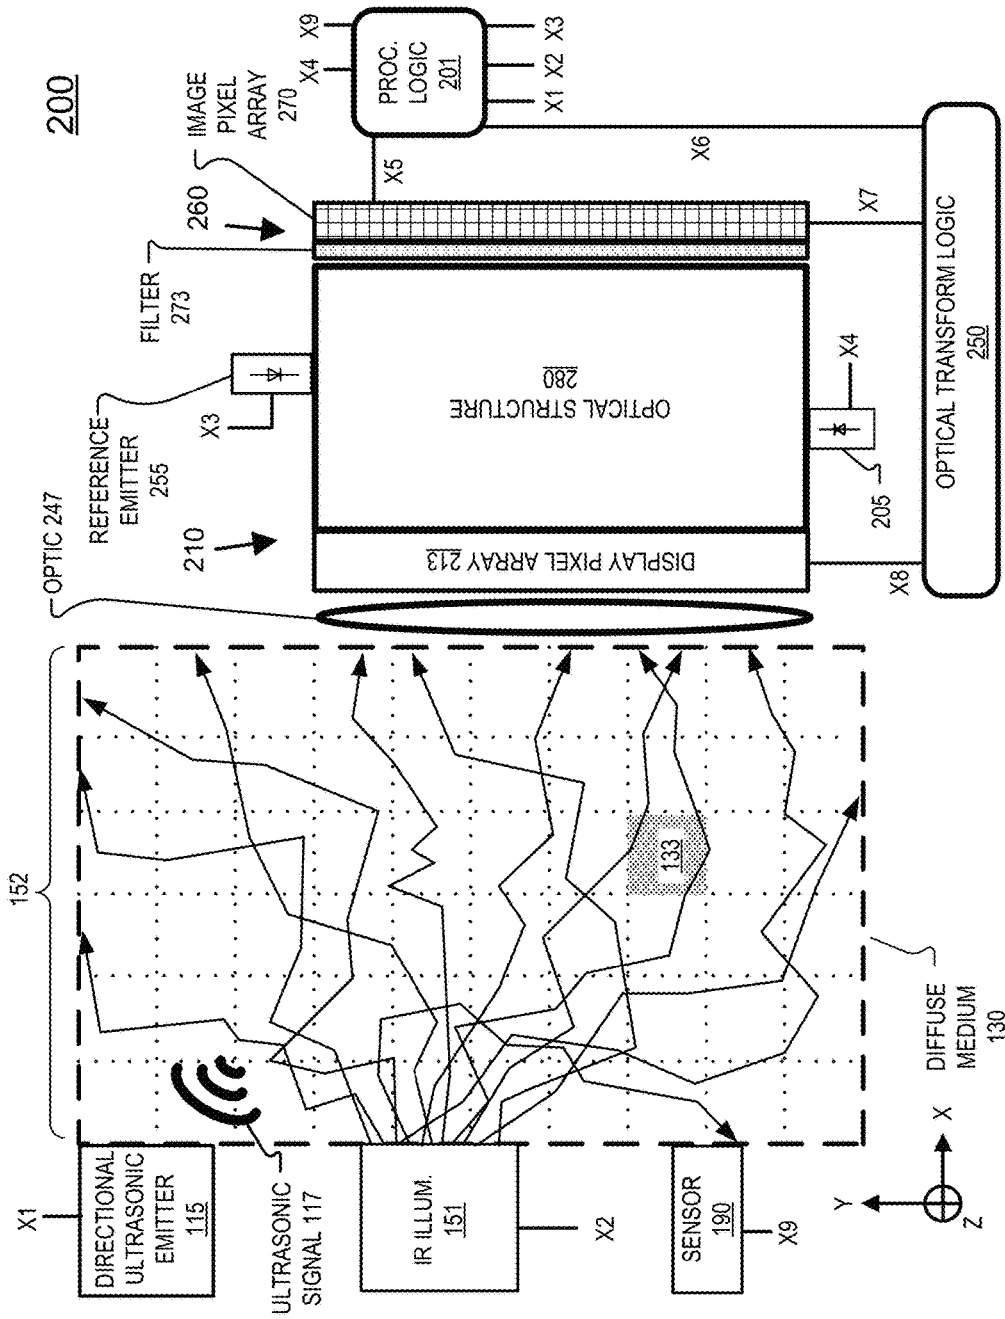 200
X9
X4
PROC.
LOGIC
201
X3
X2
X1
IMAGE
PIXEL
ARRAY
270
X5
X6
260
X7
FILTER
273
REFERENCE
EMITTER
255
X3
OPTICAL STRUCTURE
280
X4
205
OPTICAL TRANSFORM LOGIC
250
210
DISPLAY PIXEL ARRAY 213
X8
OPTIC 247
152
133
DIFFUSE
MEDIUM
130
X1
DIRECTIONAL
ULTRASONIC
EMITTER
115
ULTRASONIC
SIGNAL 117
IR ILLUM.
151
X2
SENSOR
190
X9
Y
X
Z